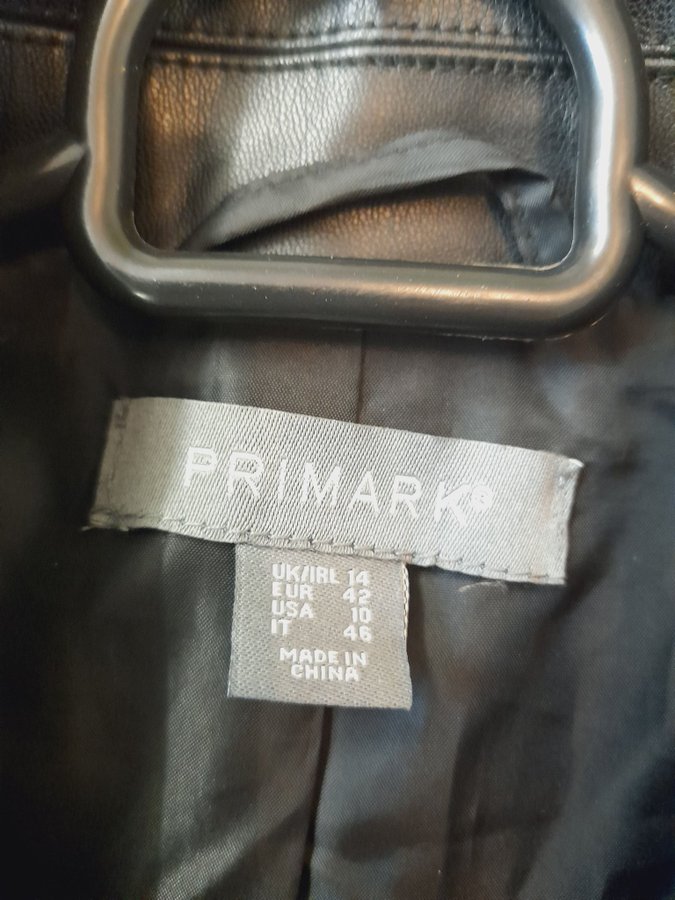 PRIMARK®
UK/IRL 14
EUR 42
USA 10
IT 46
MADE IN
CHINA